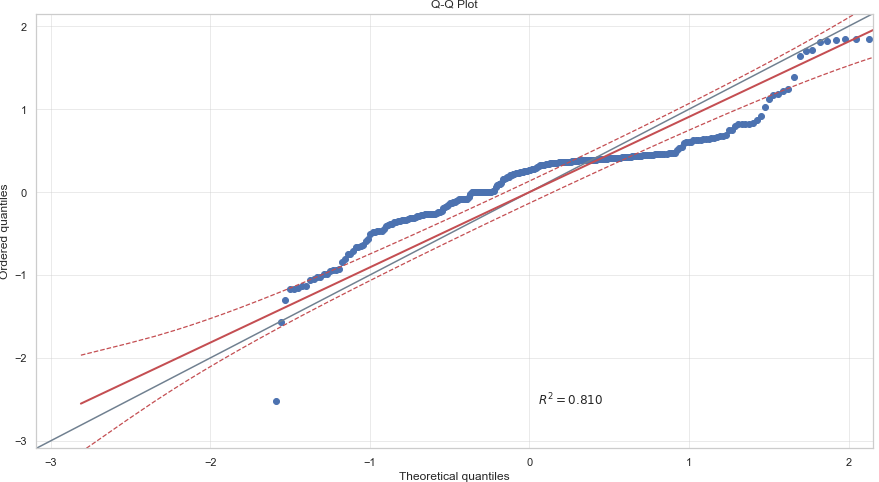 Q-Q Plot
2
1
0
−1
−2
−3
Ordered quantiles
R² = 0.810
−3 −2 −1 0 1 2
Theoretical quantiles